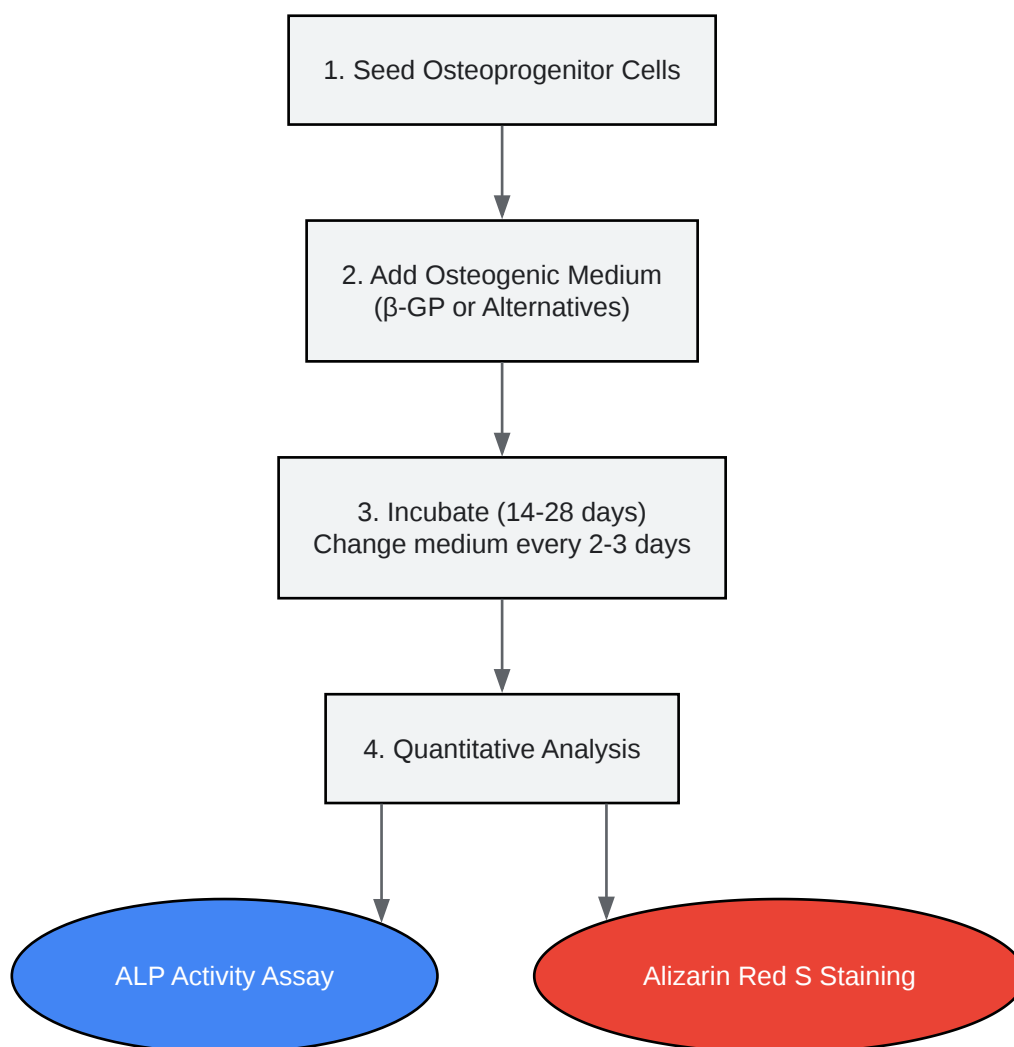 1. Seed Osteoprogenitor Cells
2. Add Osteogenic Medium
(β-GP or Alternatives)
3. Incubate (14-28 days)
Change medium every 2-3 days
4. Quantitative Analysis
ALP Activity Assay
Alizarin Red S Staining